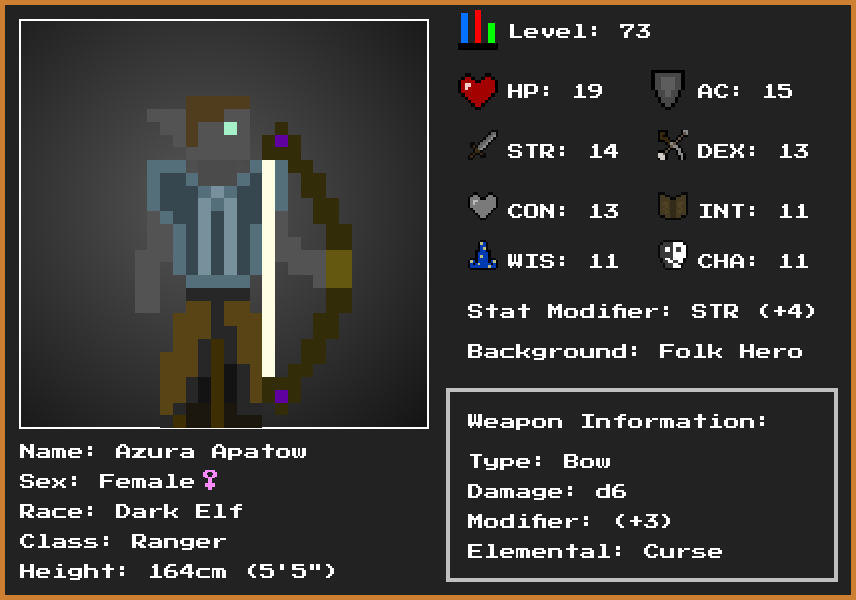 Level: 73
HP: 19
AC: 15
STR: 14
DEX: 13
CON: 13
INT: 11
WIS: 11
CHA: 11
Stat Modifier: STR (+4)
Background: Folk Hero
Name: Azura Apatow
Sex: Female♀
Race: Dark Elf
Class: Ranger
Height: 164cm (5'5")
Weapon Information:
Type: Bow
Damage: d6
Modifier: (+3)
Elemental: Curse